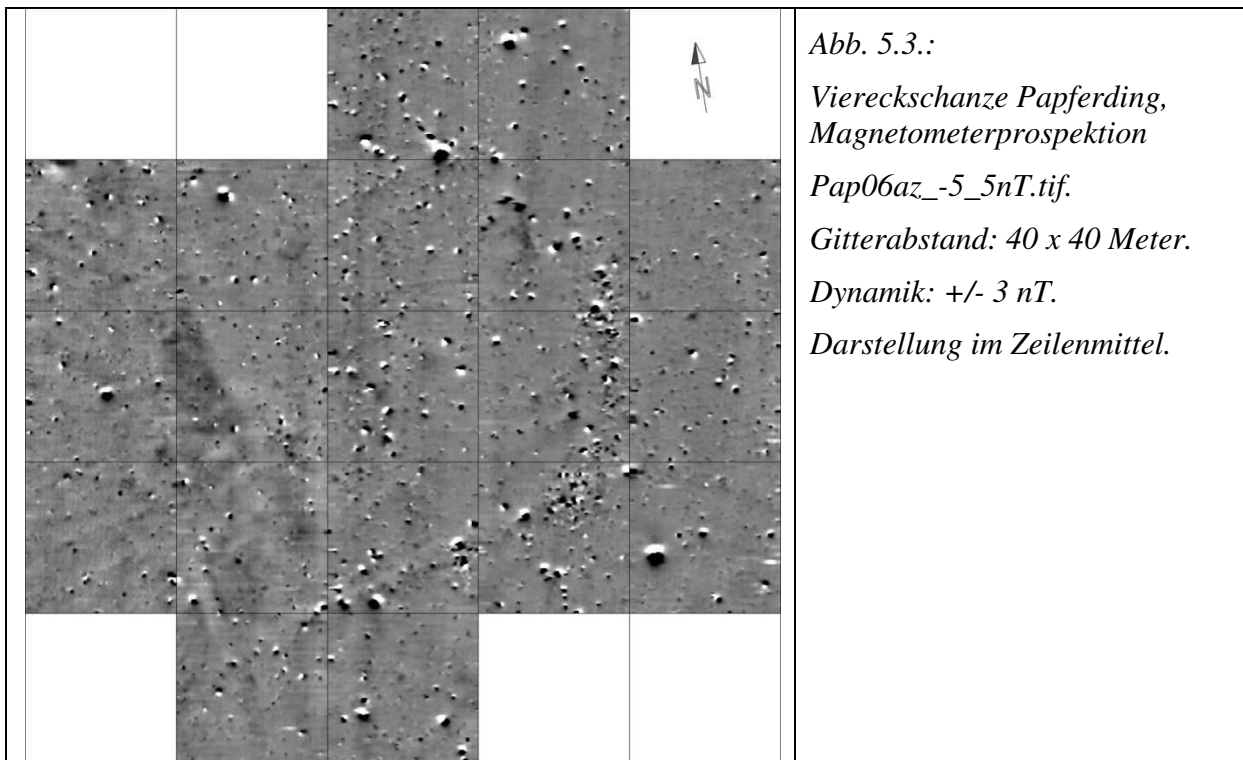 N
Abb. 5.3.:
Viereckschanze Papferding,
Magnetometerprospektion
Pap06az_-5_5nT.tif.
Gitterabstand: 40 x 40 Meter.
Dynamik: +/- 3 nT.
Darstellung im Zeilenmittel.